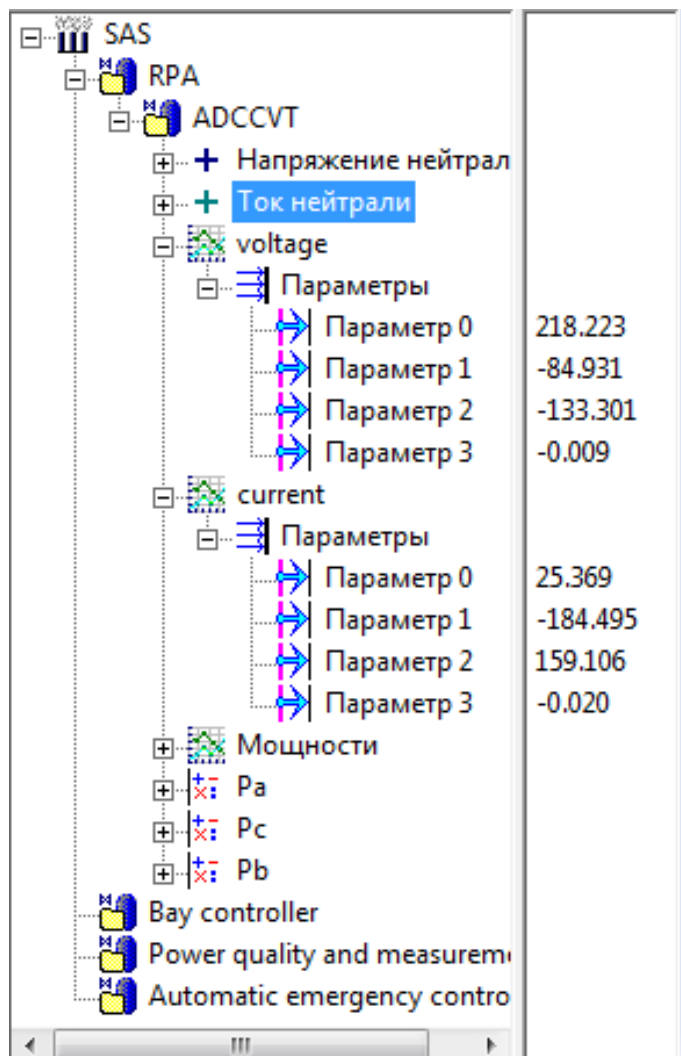 SAS
RPA
ADCCVT
Напряжение нейтрал
Ток нейтрали
voltage
Параметры
Параметр 0 218.223
Параметр 1 -84.931
Параметр 2 -133.301
Параметр 3 -0.009
current
Параметры
Параметр 0 25.369
Параметр 1 -184.495
Параметр 2 159.106
Параметр 3 -0.020
Мощности
Pa
Pc
Pb
Bay controller
Power quality and measurem
Automatic emergency contro